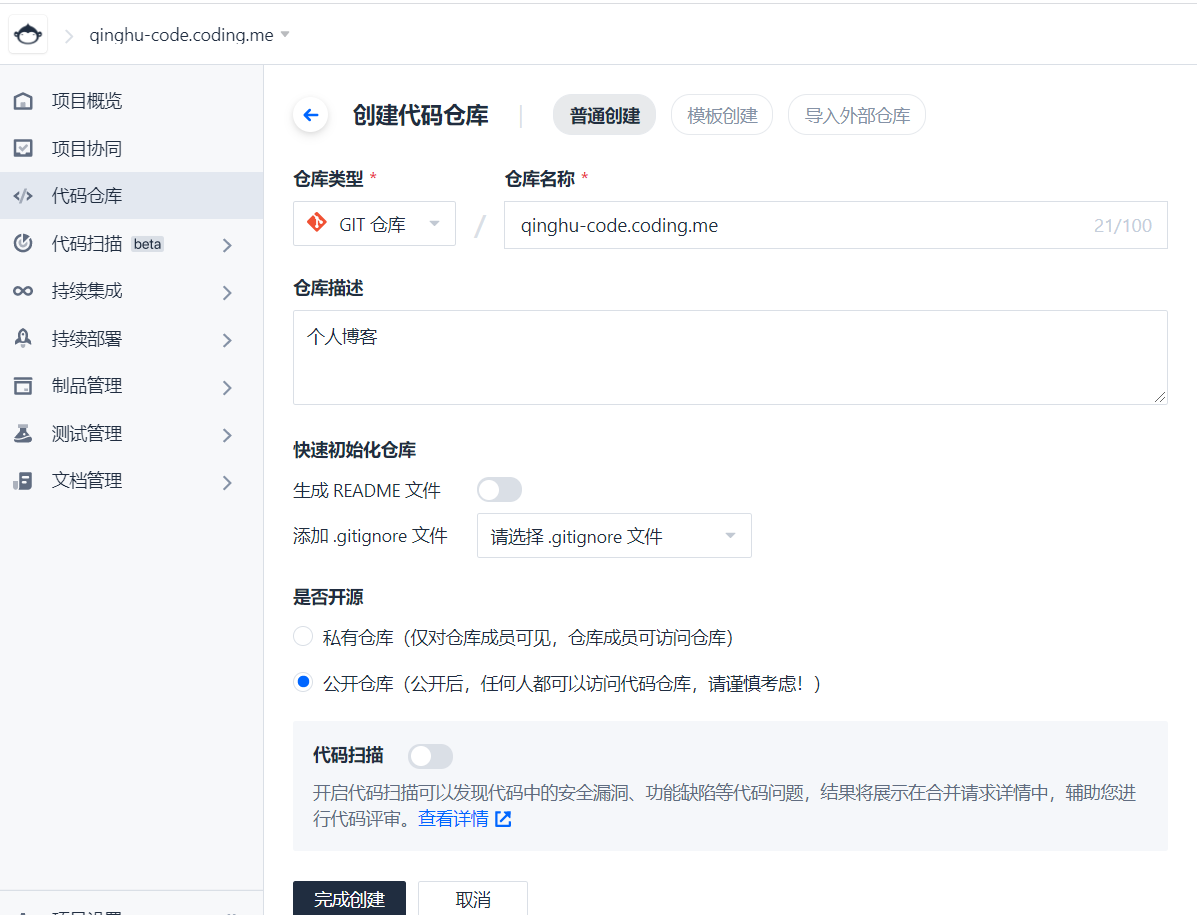 qinghu-code.coding.me
项目概览
项目协同
代码仓库
代码扫描 beta
持续集成
持续部署
制品管理
测试管理
文档管理
项目设置
创建代码仓库
普通创建
模板创建
导入外部仓库
仓库类型 *
仓库名称 *
GIT 仓库
/
qinghu-code.coding.me
21/100
仓库描述
个人博客
快速初始化仓库
生成 README 文件
添加 .gitignore 文件
请选择 .gitignore 文件
是否开源
私有仓库（仅对仓库成员可见，仓库成员可访问仓库）
公开仓库（公开后，任何人都可以访问代码仓库，请谨慎考虑！）
代码扫描
开启代码扫描可以发现代码中的安全漏洞、功能缺陷等代码问题，结果将展示在合并请求详情中，辅助您进
行代码评审。查看详情
完成创建
取消